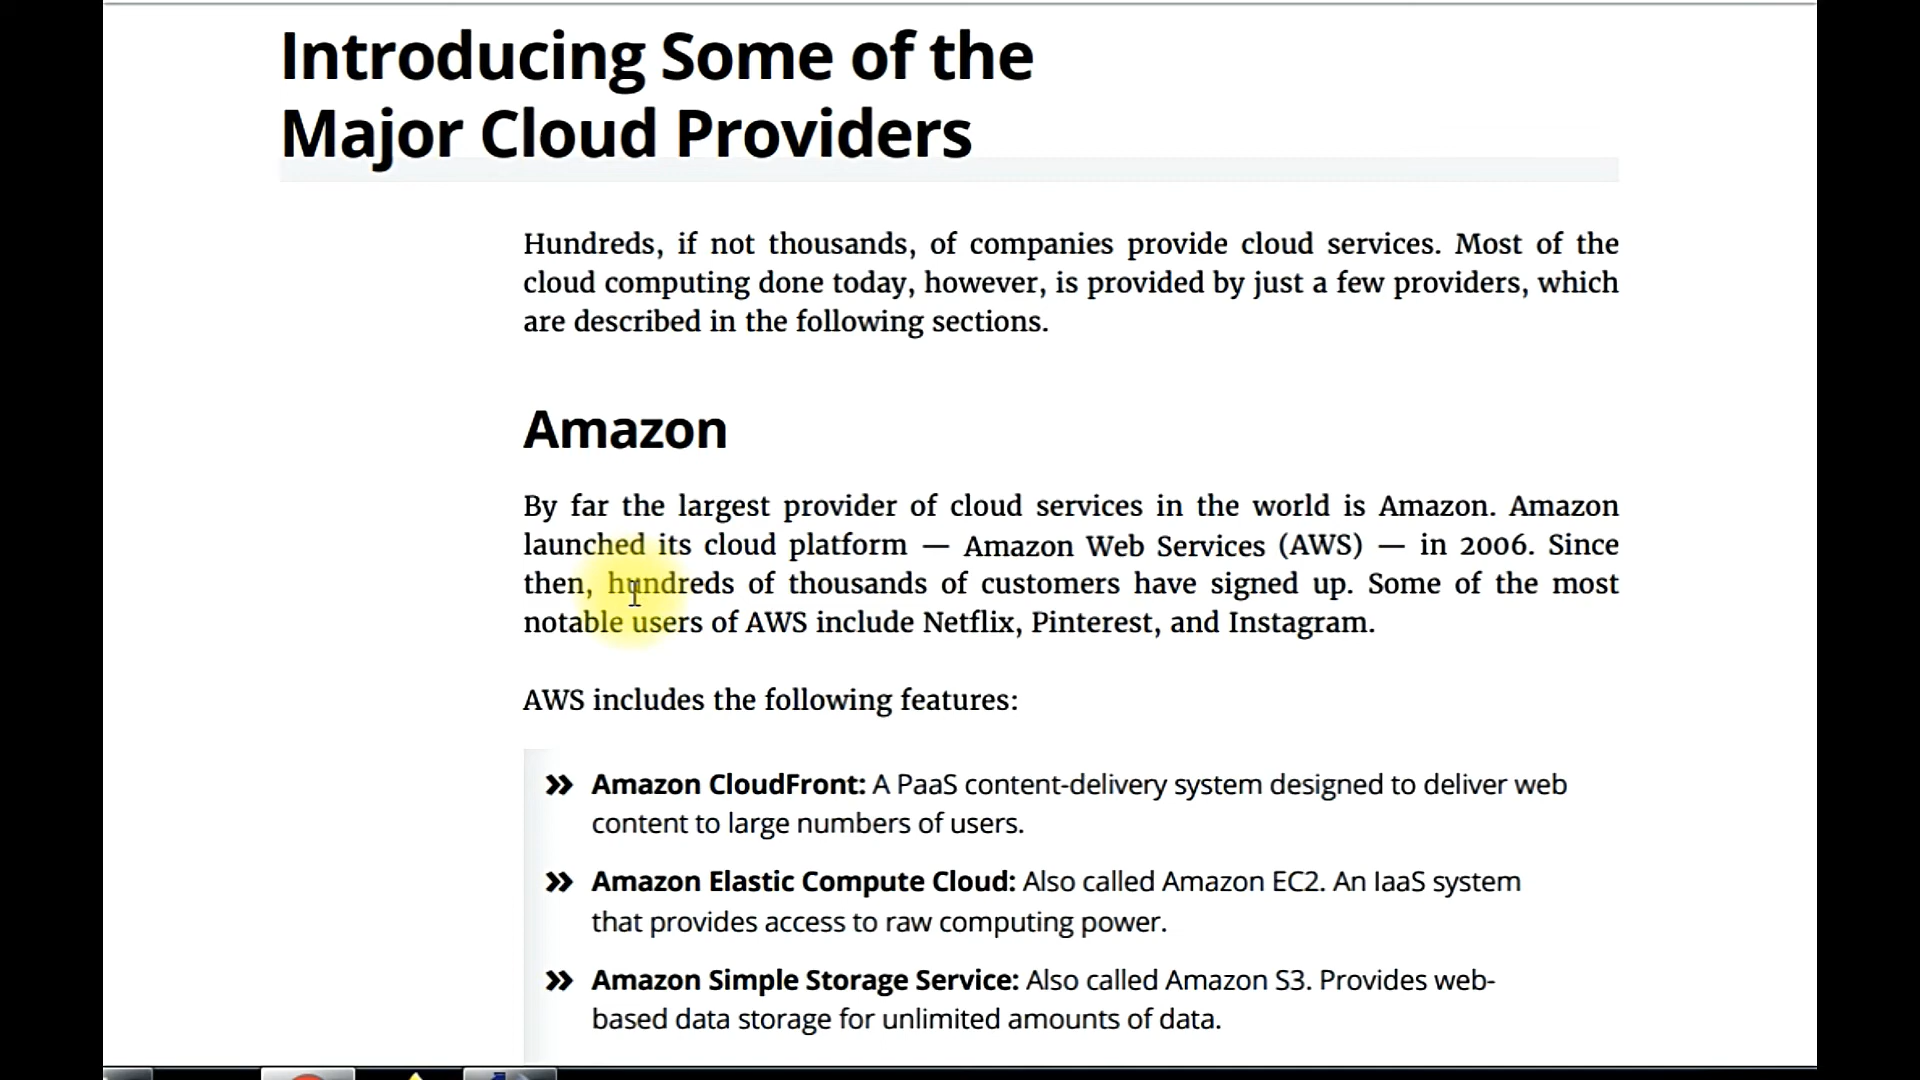 Introducing Some of the
Major Cloud Providers
Hundreds, if not thousands, of companies provide cloud services. Most of the
cloud computing done today, however, is provided by just a few providers, which
are described in the following sections.
Amazon
By far the largest provider of cloud services in the world is Amazon. Amazon
launched its cloud platform — Amazon Web Services (AWS) — in 2006. Since
then, hundreds of thousands of customers have signed up. Some of the most
notable users of AWS include Netflix, Pinterest, and Instagram.
AWS includes the following features:
» Amazon CloudFront: A PaaS content-delivery system designed to deliver web
content to large numbers of users.
» Amazon Elastic Compute Cloud: Also called Amazon EC2. An IaaS system
that provides access to raw computing power.
» Amazon Simple Storage Service: Also called Amazon S3. Provides web-
based data storage for unlimited amounts of data.